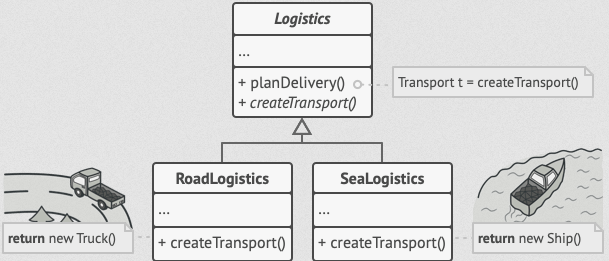 Logistics
...
+ planDelivery()
+ createTransport()
Transport t = createTransport()
RoadLogistics
...
+ createTransport()
SeaLogistics
...
+ createTransport()
return new Truck()
return new Ship()